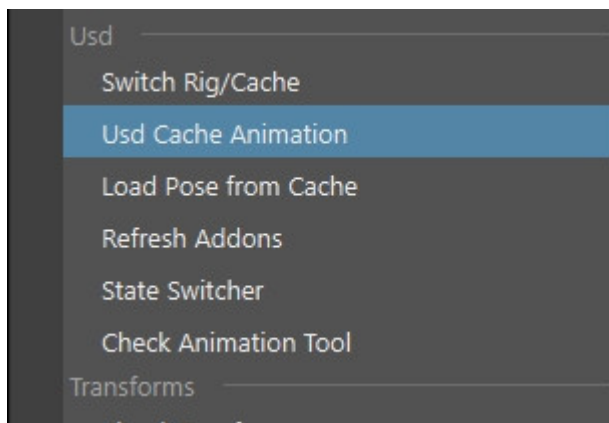 Usd
Switch Rig/Cache
Usd Cache Animation
Load Pose from Cache
Refresh Addons
State Switcher
Check Animation Tool
Transforms